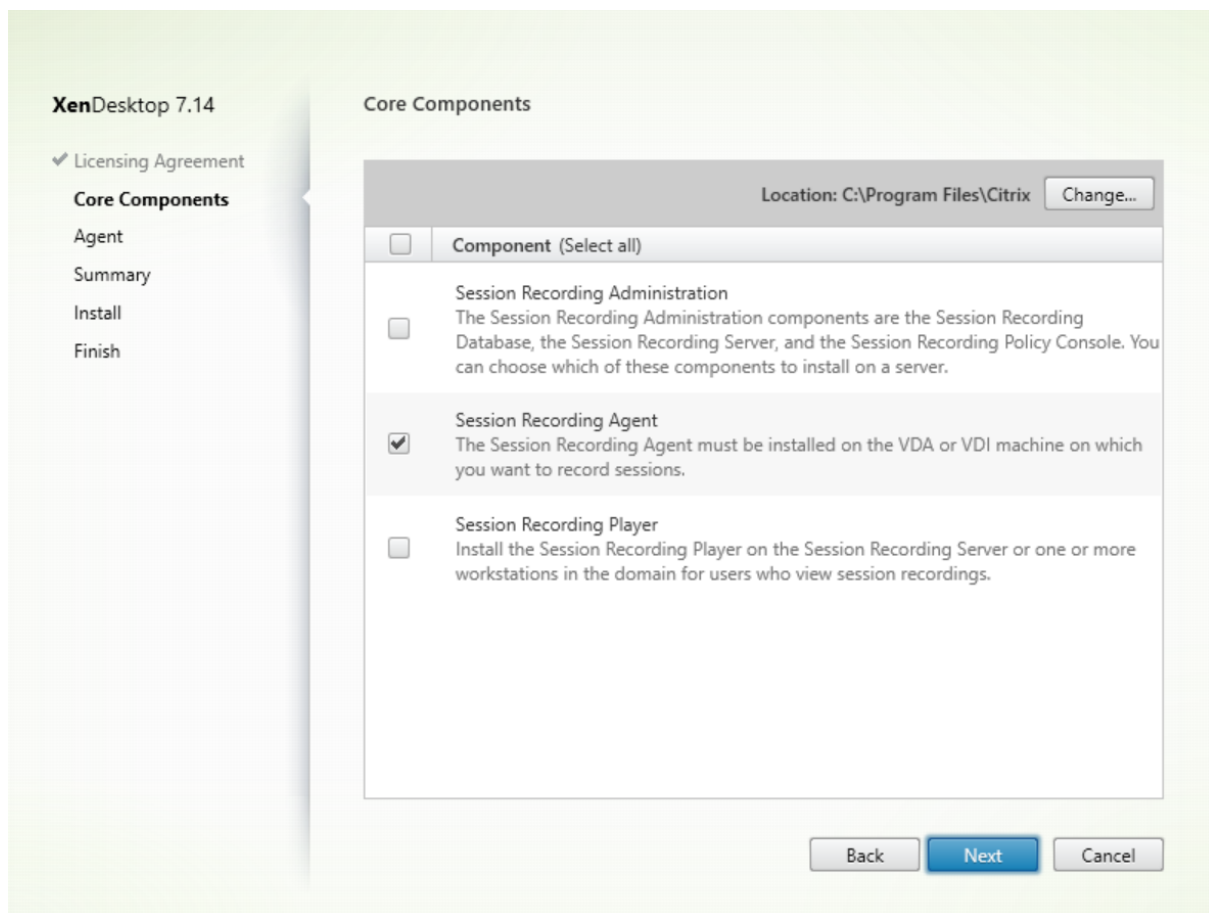 XenDesktop 7.14
Licensing Agreement
Core Components
Agent
Summary
Install
Finish
Core Components
Location: C:\Program Files\Citrix
Change...
Component (Select all)
Session Recording Administration
The Session Recording Administration components are the Session Recording
Database, the Session Recording Server, and the Session Recording Policy Console. You
can choose which of these components to install on a server.
Session Recording Agent
The Session Recording Agent must be installed on the VDA or VDI machine on which
you want to record sessions.
Session Recording Player
Install the Session Recording Player on the Session Recording Server or one or more
workstations in the domain for users who view session recordings.
Back
Next
Cancel